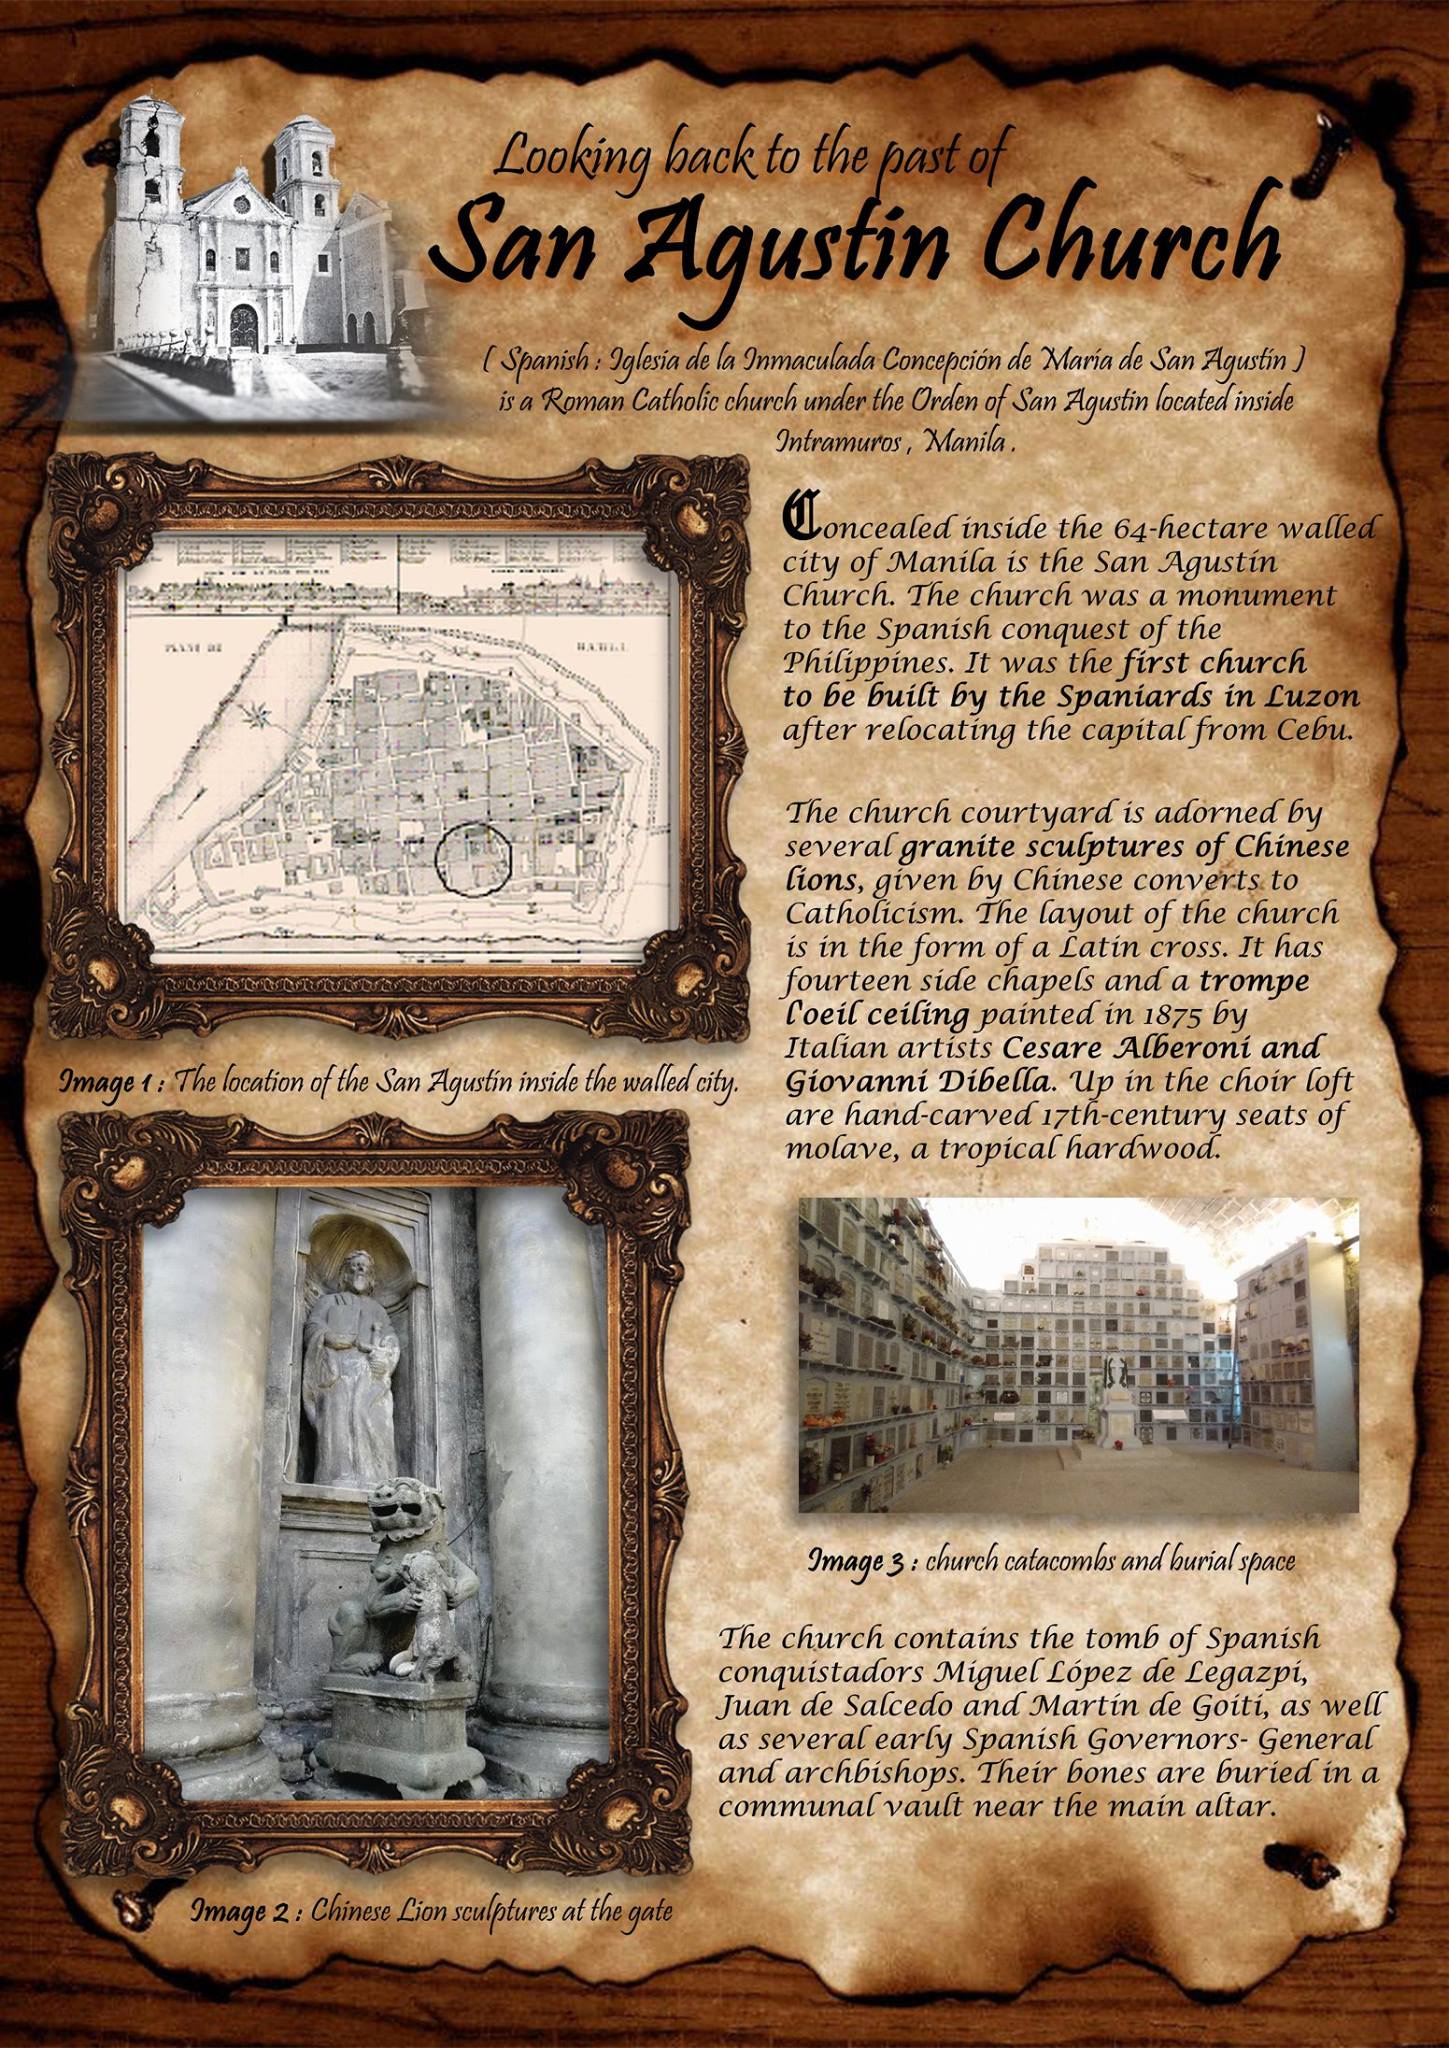 Looking back to the past of
San Agustin Church
( Spanish : Iglesia de la Inmaculada Concepción de María de San Agustín )
is a Roman Catholic church under the Orden of San Agustin located inside
Intramuros , Manila .
Concealed inside the 64-hectare walled
city of Manila is the San Agustin
Church. The church was a monument
to the Spanish conquest of the
Philippines. It was the first church
to be built by the Spaniards in Luzon
after relocating the capital from Cebu.
The church courtyard is adorned by
several granite sculptures of Chinese
lions, given by Chinese converts to
Catholicism. The layout of the church
is in the form of a Latin cross. It has
fourteen side chapels and a trompe
l'oeil ceiling painted in 1875 by
Italian artists Cesare Alberoni and
Giovanni Dibella. Up in the choir loft
are hand-carved 17th-century seats of
molave, a tropical hardwood.
Image 1 : The location of the San Agustin inside the walled city.
Image 2 : Chinese Lion sculptures at the gate
Image 3 : church catacombs and burial space
The church contains the tomb of Spanish
conquistadors Miguel López de Legazpi,
Juan de Salcedo and Martín de Goiti, as well
as several early Spanish Governors- General
and archbishops. Their bones are buried in a
communal vault near the main altar.